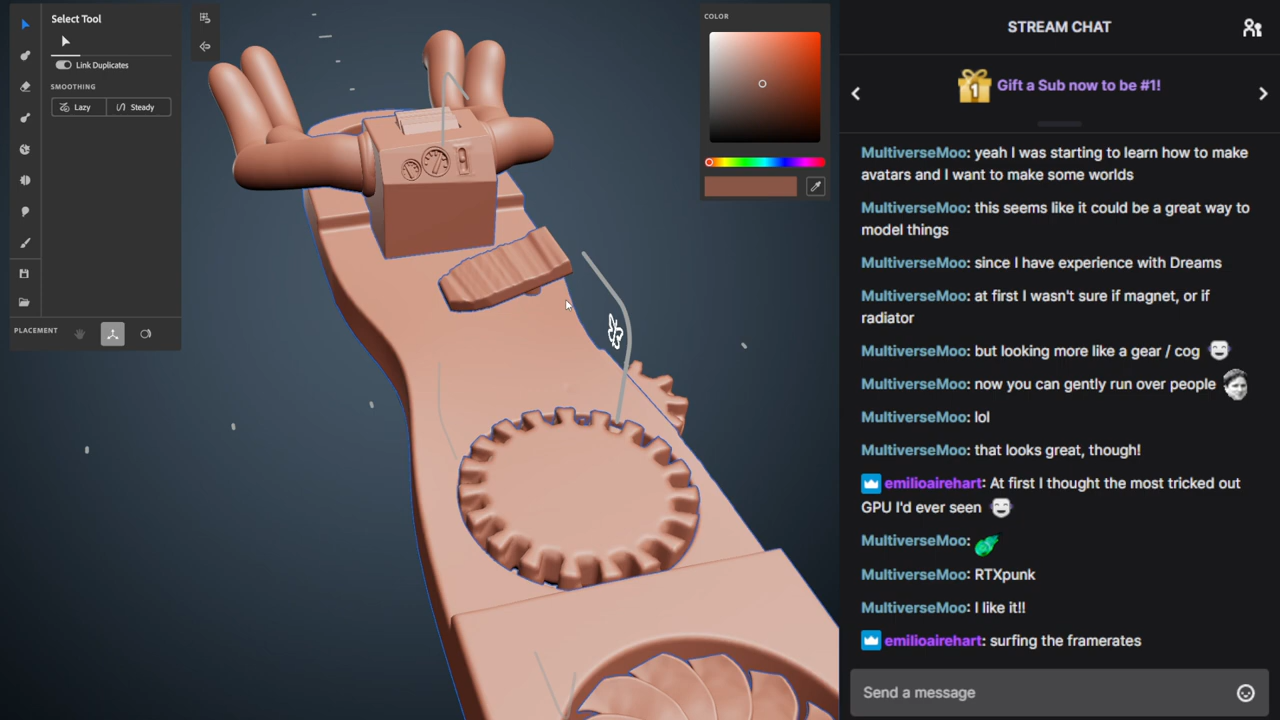 Select Tool
Link Duplicates
SMOOTHING
Lazy
Steady
PLACEMENT
COLOR
STREAM CHAT
1
Gift a Sub now to be #1!
MultiverseMoo: yeah I was starting to learn how to make
avatars and I want to make some worlds
MultiverseMoo: this seems like it could be a great way to
model things
MultiverseMoo: since I have experience with Dreams
MultiverseMoo: at first I wasn't sure if magnet, or if
radiator
MultiverseMoo: but looking more like a gear / cog
MultiverseMoo: now you can gently run over people
MultiverseMoo: lol
MultiverseMoo: that looks great, though!
emilioairehart: At first I thought the most tricked out
GPU I'd ever seen
MultiverseMoo:
MultiverseMoo: RTXpunk
MultiverseMoo: I like it!!
emilioairehart: surfing the framerates
Send a message